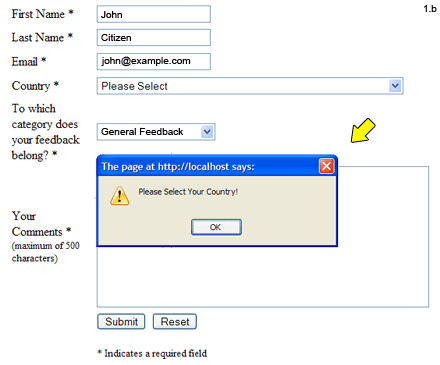 1.b
First Name * John
Last Name * Citizen
Email * john@example.com
Country * Please Select
To which
category does
your feedback
belong? *
General Feedback
The page at http://localhost says:
Please Select Your Country!
OK
Your
Comments *
(maximum of 500
characters)
Submit Reset
* Indicates a required field